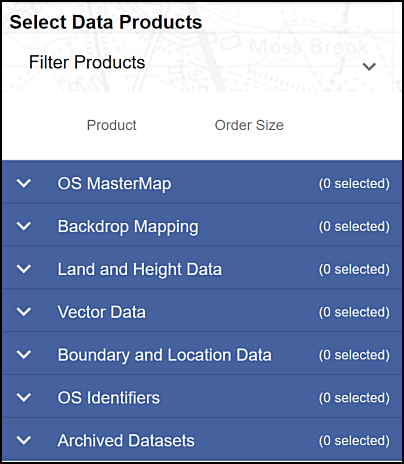 Select Data Products
Moss Brook
Filter Products
Product Order Size
OS MasterMap (0 selected)
Backdrop Mapping (0 selected)
Land and Height Data (0 selected)
Vector Data (0 selected)
Boundary and Location Data (0 selected)
OS Identifiers (0 selected)
Archived Datasets (0 selected)